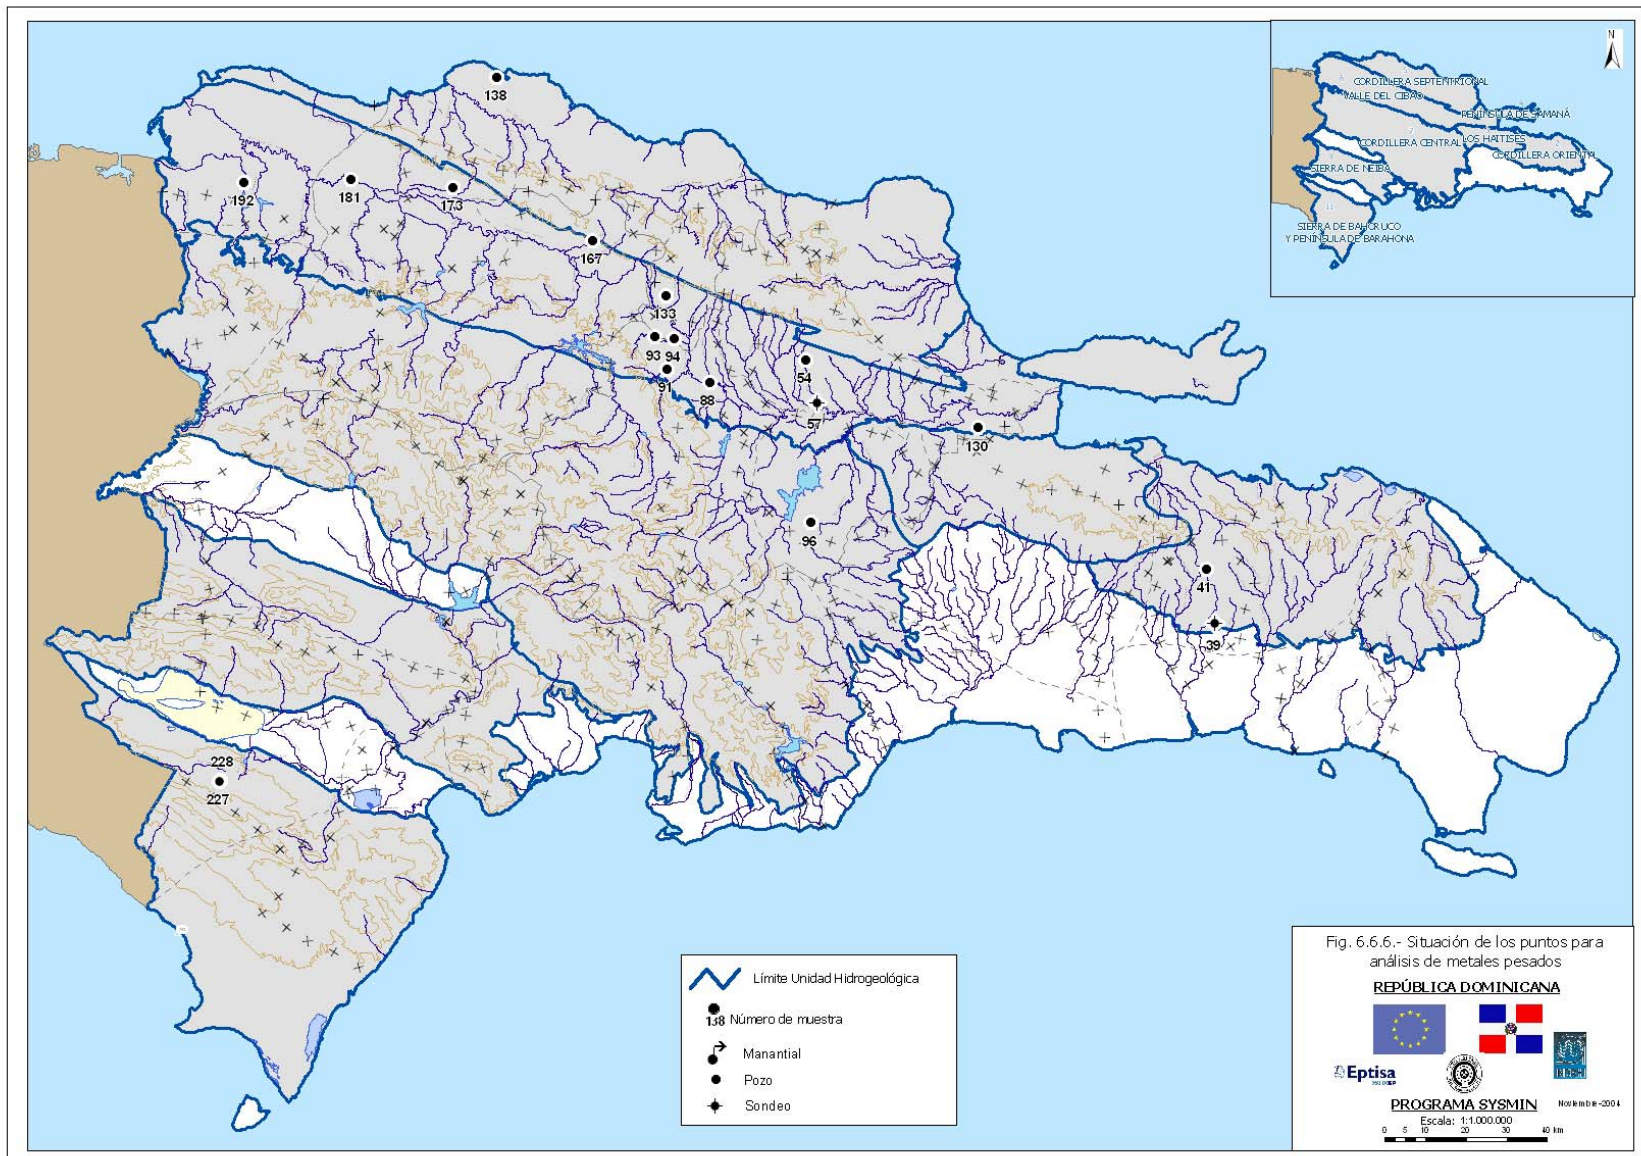 N
CORDILLERA SEPTENTRIONAL
VALLE DEL CIBAO
PENÍNSULA DE SAMANÁ
CORDILLERA CENTRAL
LOS HAITISES
CORDILLERA ORIENTAL
SIERRA DE NEIBA
SIERRA DE BAHORUCO
Y PENÍNSULA DE BARAHONA
138
192
181
173
167
133
93
94
91
88
54
57
130
96
41
39
228
227
Límite Unidad Hidrogeológica
138 Número de muestra
Manantial
Pozo
Sondeo
Fig. 6.6.6.- Situación de los puntos para
análisis de metales pesados
REPÚBLICA DOMINICANA
Eptisa
PROGRAMA SYSMIN
Noviembre-2004
Escala: 1:1.000.000
0 5 10 20 30 40 km